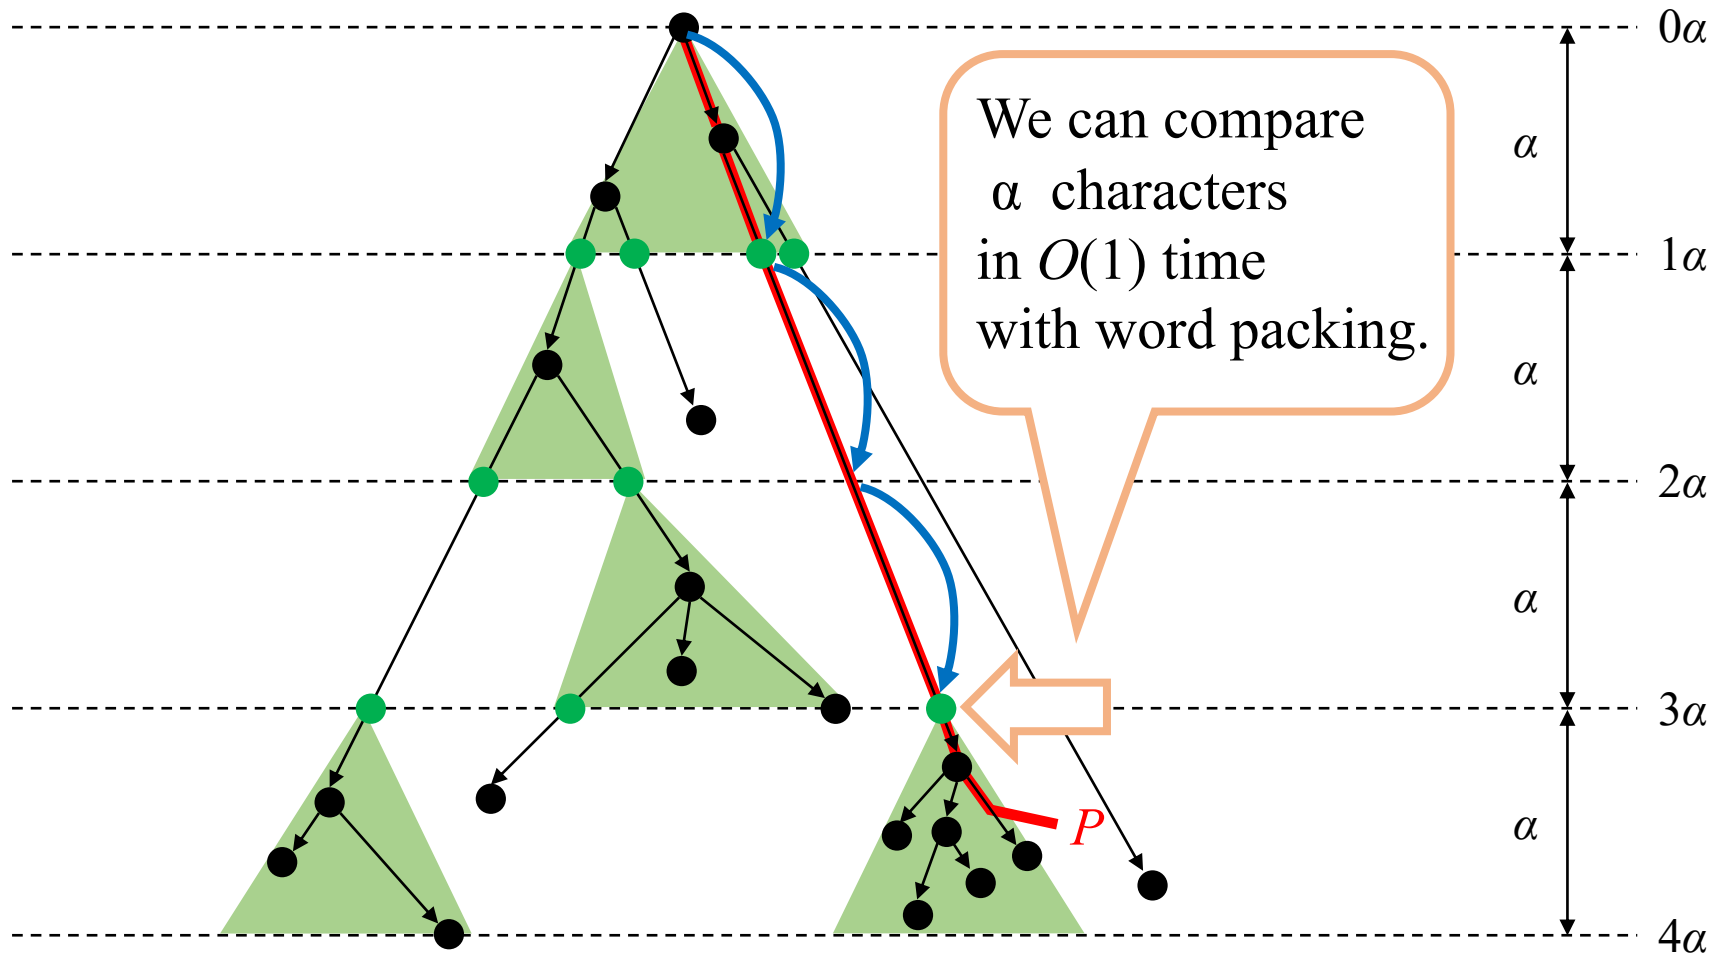 0α
We can compare
α characters
in O(1) time
with word packing.
α
1α
α
2α
α
3α
P
α
4α